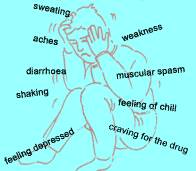 sweating
weakness
aches
diarrhoea
muscular spasm
shaking
feeling of chill
craving for the drug
feeling depressed